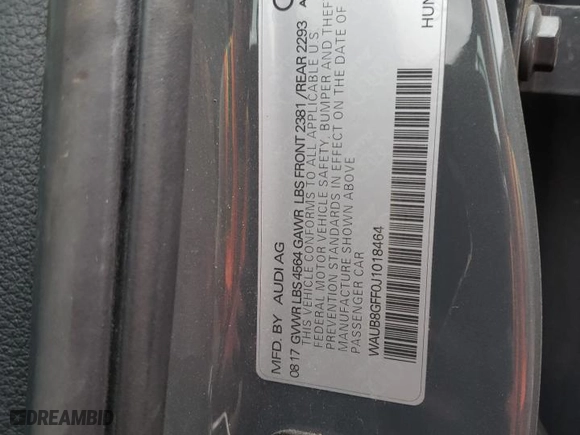 MFD. BY AUDI AG
08.17 GVWR LBS 4564 GAWR LBS FRONT 2381 / REAR 2293
THIS VEHICLE CONFORMS TO ALL APPLICABLE U.S.
FEDERAL MOTOR VEHICLE SAFETY, BUMPER AND THEF
PREVENTION STANDARDS IN EFFECT ON THE DATE OF
MANUFACTURE SHOWN ABOVE
PASSENGER CAR
WAUB8GFF0J1018464
HUN
DREAMBID